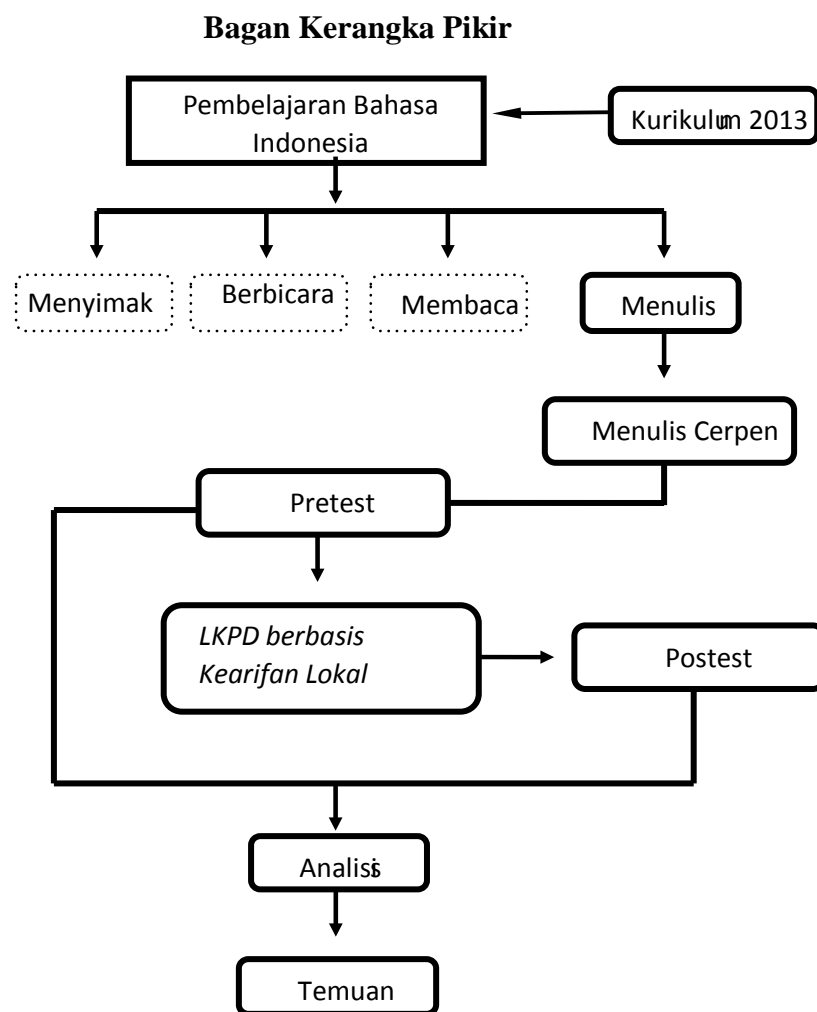 Bagan Kerangka Pikir
Pembelajaran Bahasa
Indonesia
Kurikulum 2013
Menyimak
Berbicara
Membaca
Menulis
Menulis Cerpen
Pretest
LKPD berbasis
Kearifan Lokal
Postest
Analisis
Temuan